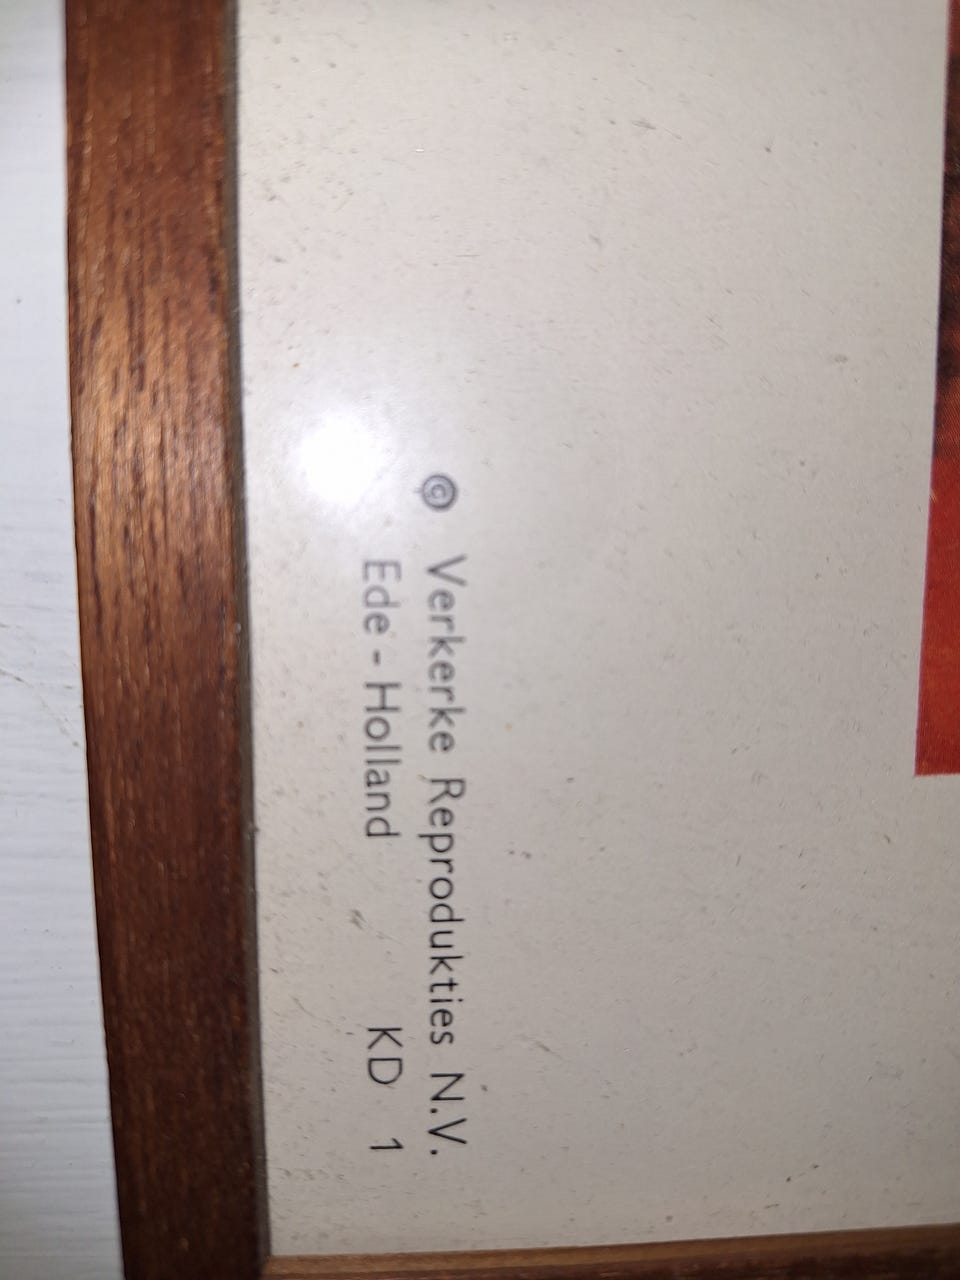 © Verkerke Reprodukties N.V.
Ede - Holland KD 1